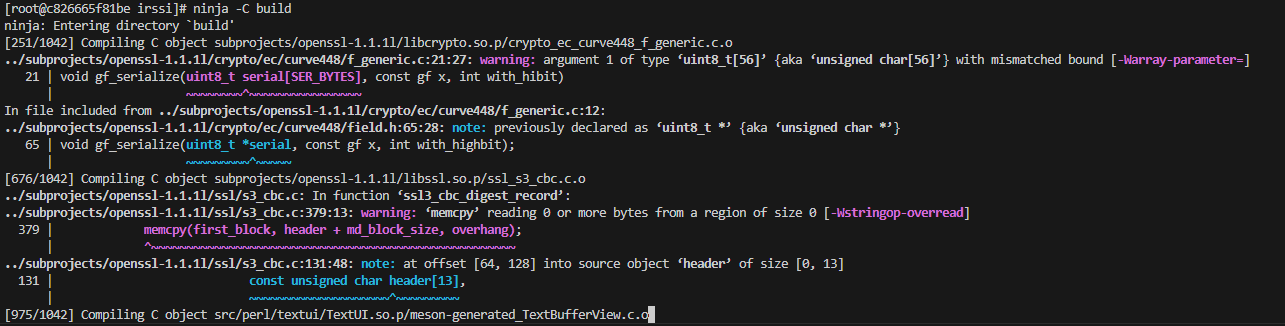 [root@c826665f81be irssi]# ninja -C build
ninja: Entering directory `build'
[251/1042] Compiling C object subprojects/openssl-1.1.1l/libcrypto.so.p/crypto_ec_curve448_f_generic.c.o
../subprojects/openssl-1.1.1l/crypto/ec/curve448/f_generic.c:21:27: warning: argument 1 of type ‘uint8_t[56]’ {aka ‘unsigned char[56]’} with mismatched bound [-Warray-parameter=]
   21 | void gf_serialize(uint8_t serial[SER_BYTES], const gf x, int with_hibit)
      |                   ~~~~~~~~^~~~~~~~~~~~~~~~~
In file included from ../subprojects/openssl-1.1.1l/crypto/ec/curve448/f_generic.c:12:
../subprojects/openssl-1.1.1l/crypto/ec/curve448/field.h:65:28: note: previously declared as ‘uint8_t *’ {aka ‘unsigned char *’}
   65 | void gf_serialize(uint8_t *serial, const gf x, int with_highbit);
      |                   ~~~~~~~~~^~~~~~
[676/1042] Compiling C object subprojects/openssl-1.1.1l/libssl.so.p/ssl_s3_cbc.c.o
../subprojects/openssl-1.1.1l/ssl/s3_cbc.c: In function ‘ssl3_cbc_digest_record’:
../subprojects/openssl-1.1.1l/ssl/s3_cbc.c:379:13: warning: ‘memcpy’ reading 0 or more bytes from a region of size 0 [-Wstringop-overread]
  379 |             memcpy(first_block, header + md_block_size, overhang);
      |             ^~~~~~~~~~~~~~~~~~~~~~~~~~~~~~~~~~~~~~~~~~~~~~~~~~~~~
../subprojects/openssl-1.1.1l/ssl/s3_cbc.c:131:48: note: at offset [64, 128] into source object ‘header’ of size [0, 13]
  131 |                            const unsigned char header[13],
      |                            ~~~~~~~~~~~~~~~~~~~~^~~~~~~~~~
[975/1042] Compiling C object src/perl/textui/TextUI.so.p/meson-generated_TextBufferView.c.o